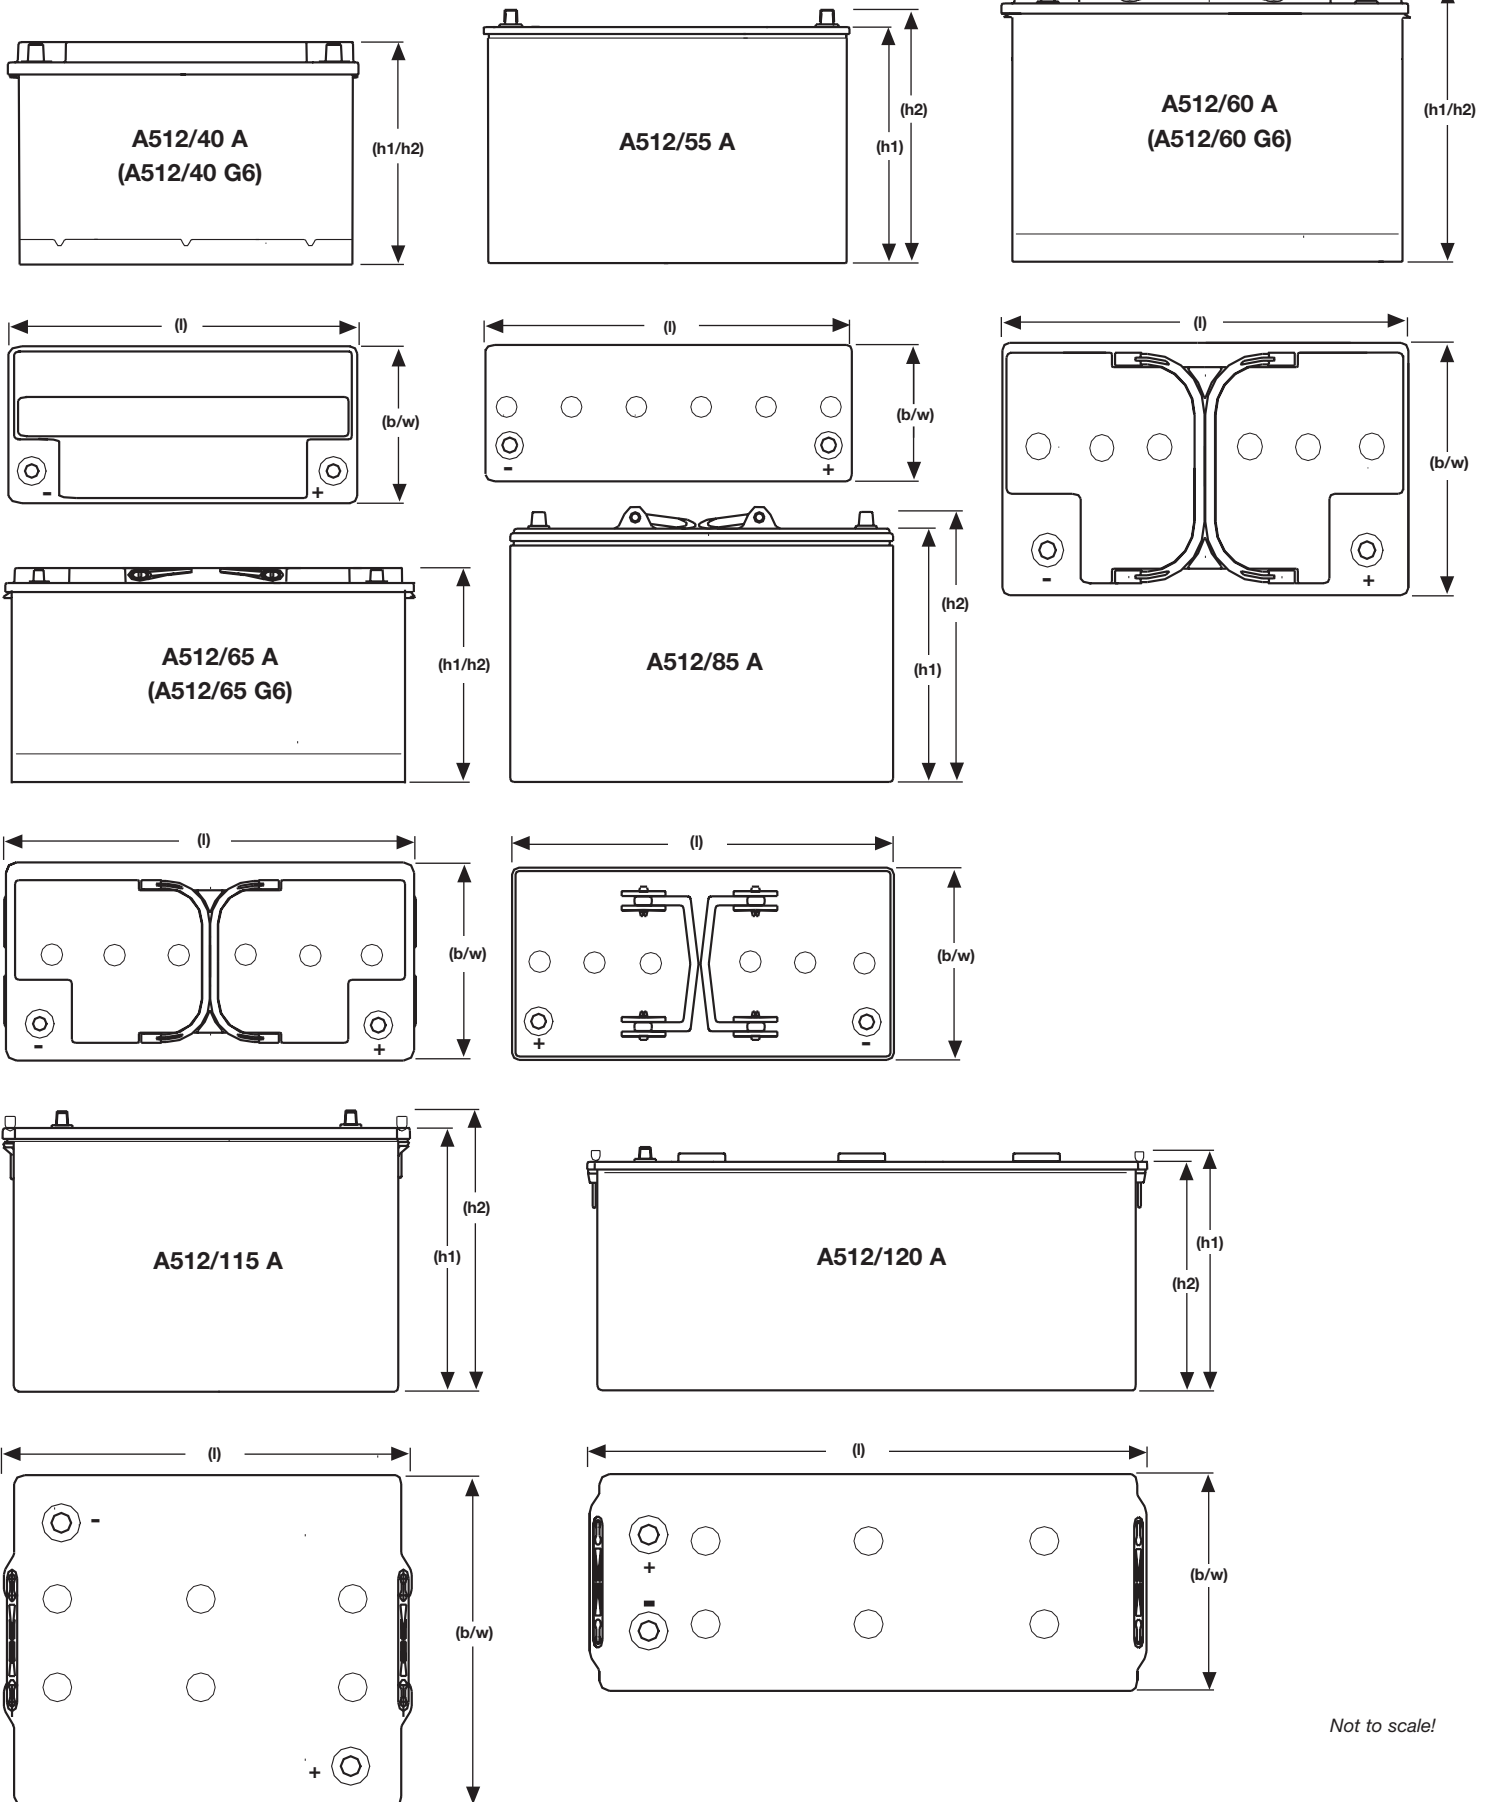 A512/40 A
(A512/40 G6)
(h1/h2)
A512/55 A
(h2)
(h1)
A512/60 A
(A512/60 G6)
(h1/h2)
(l)
(b/w)
-
+
(l)
(b/w)
-
+
(l)
(b/w)
-
+
A512/65 A
(A512/65 G6)
(h1/h2)
A512/85 A
(h2)
(h1)
(l)
(b/w)
-
+
(l)
(b/w)
+
-
A512/115 A
(h2)
(h1)
A512/120 A
(h1)
(h2)
(l)
-
(b/w)
+
(l)
+
-
(b/w)
Not to scale!